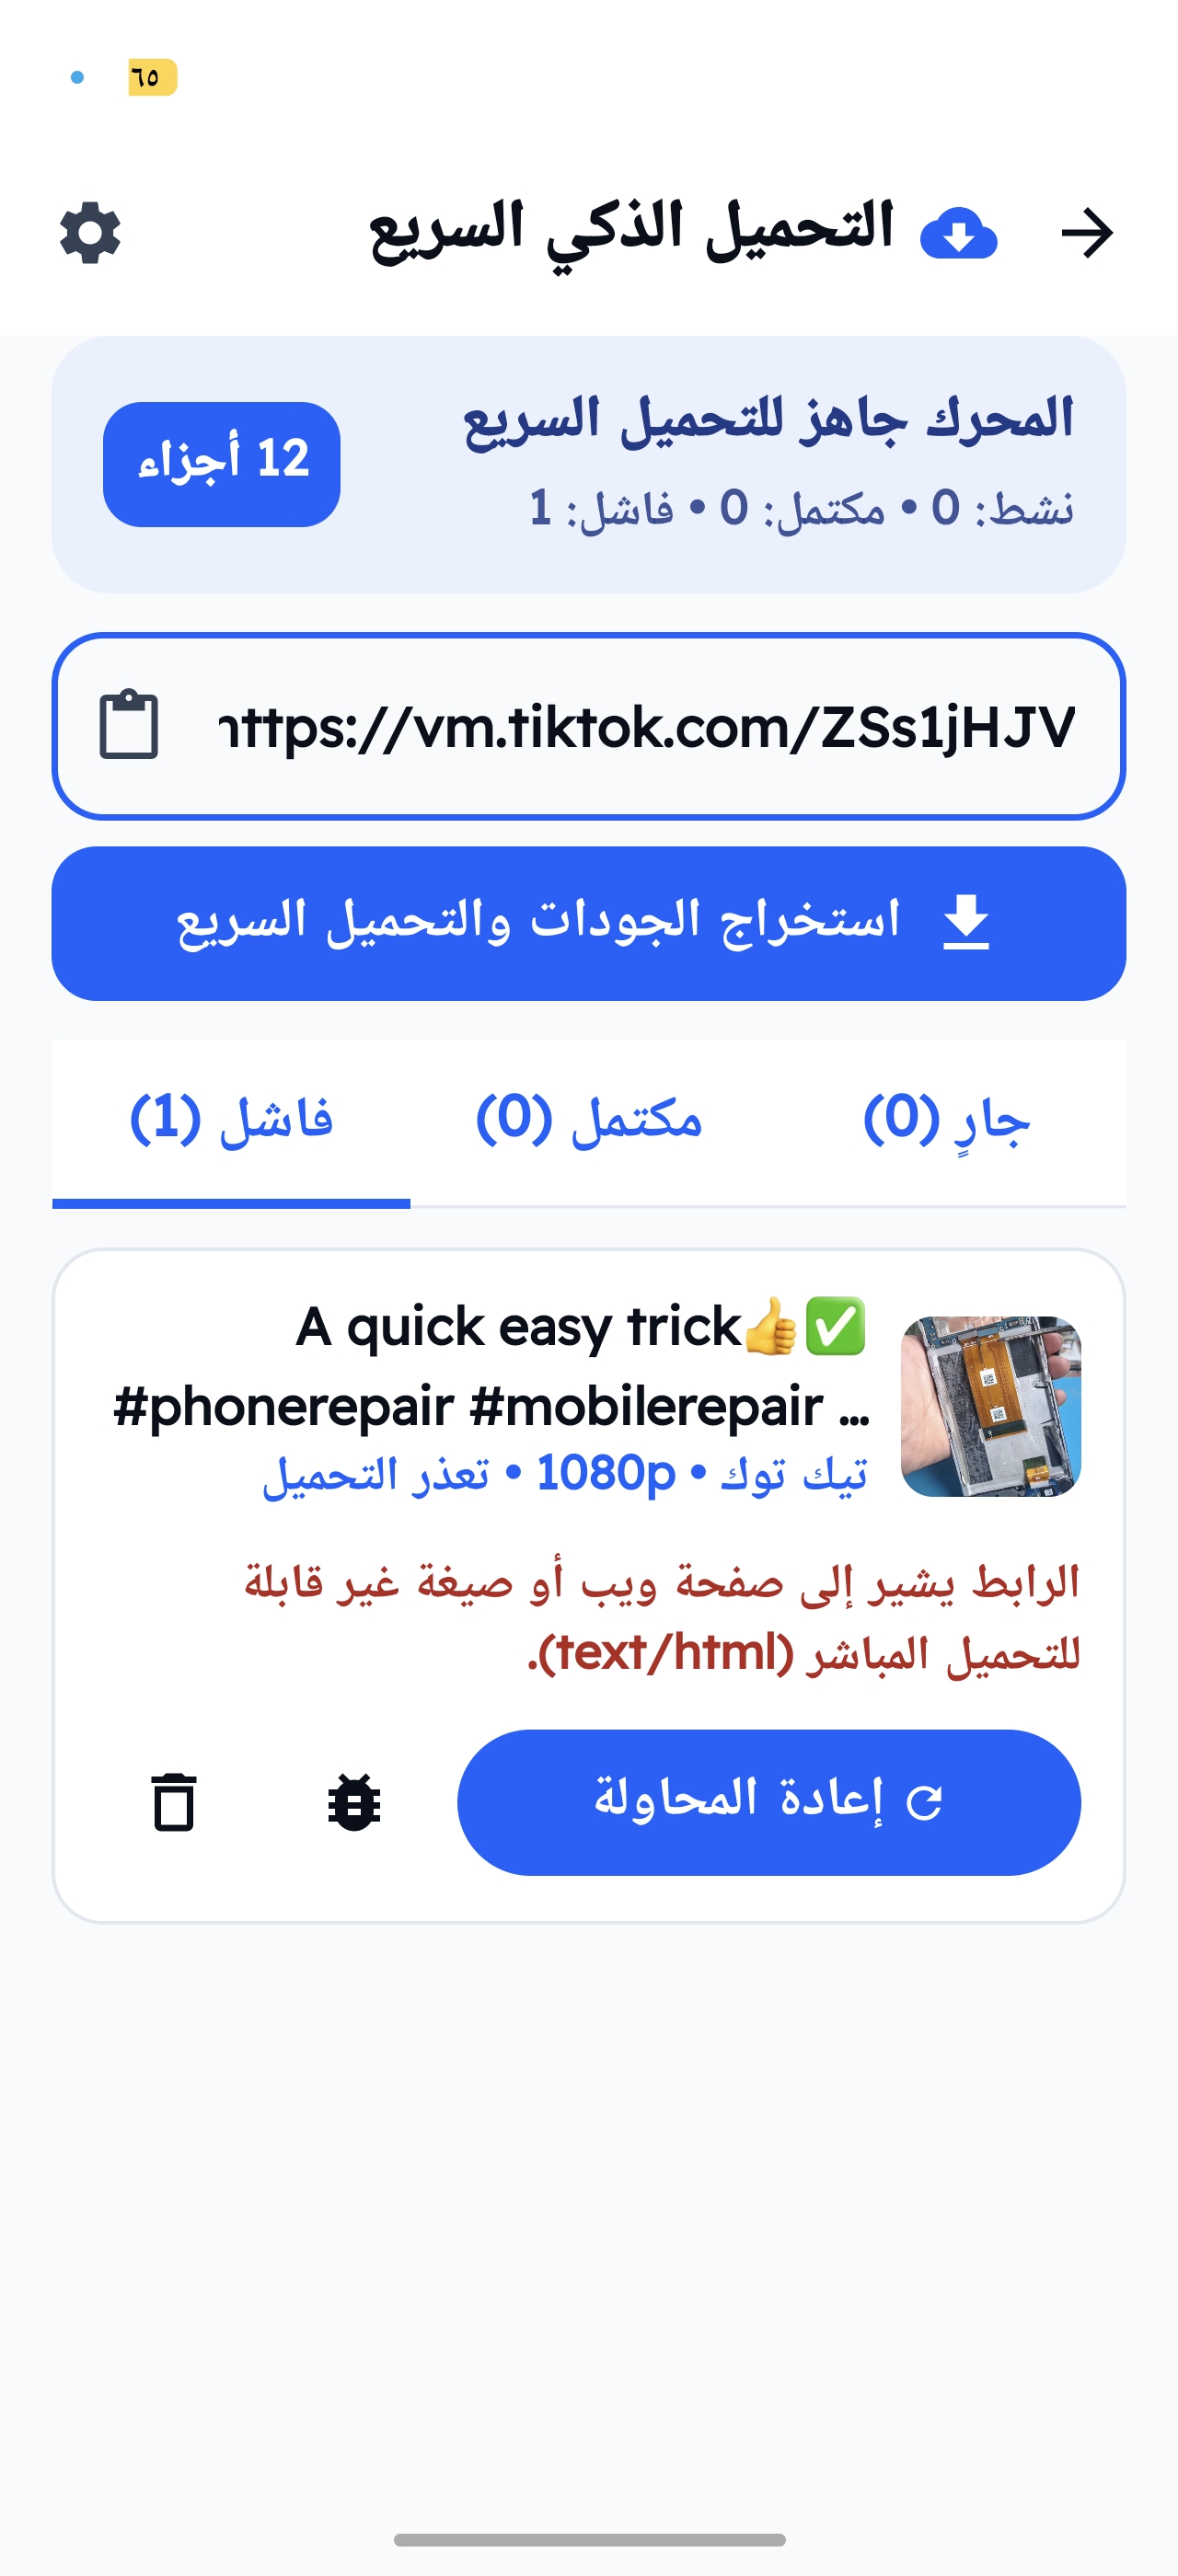 ٦٥
التحميل الذكي السريع
المحرك جاهز للتحميل السريع
نشط: 0 • مكتمل: 0 • فاشل: 1
12 أجزاء
https://vm.tiktok.com/ZSs1jHJV
استخراج الجودات والتحميل السريع
جارٍ (0)
مكتمل (0)
فاشل (1)
A quick easy trick👍✅
#phonerepair #mobilerepair ...
تيك توك • 1080p • تعذر التحميل
الرابط يشير إلى صفحة ويب أو صيغة غير قابلة
للتحميل المباشر (text/html).
إعادة المحاولة